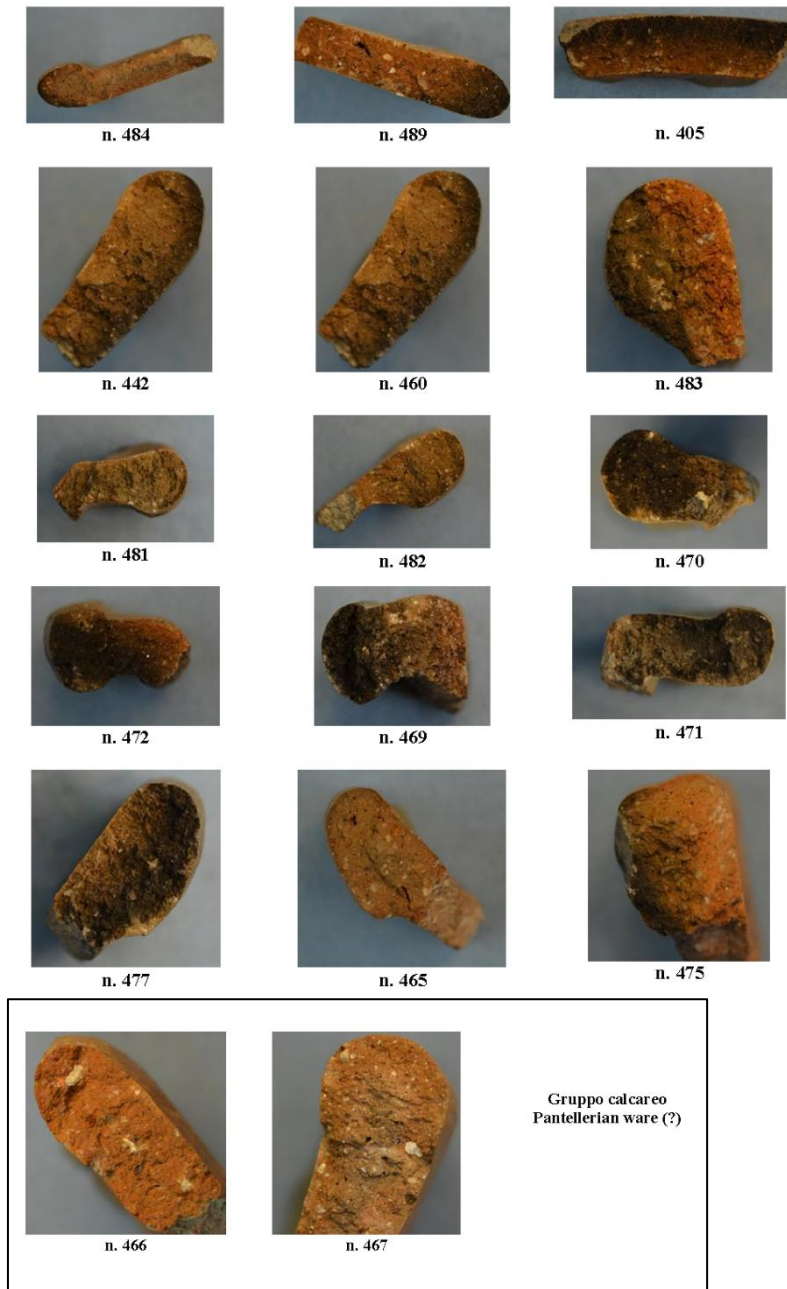 n. 484
n. 489
n. 405
n. 442
n. 460
n. 483
n. 481
n. 482
n. 470
n. 472
n. 469
n. 471
n. 477
n. 465
n. 475
Gruppo calcareo
Pantellerian ware (?)
n. 466
n. 467